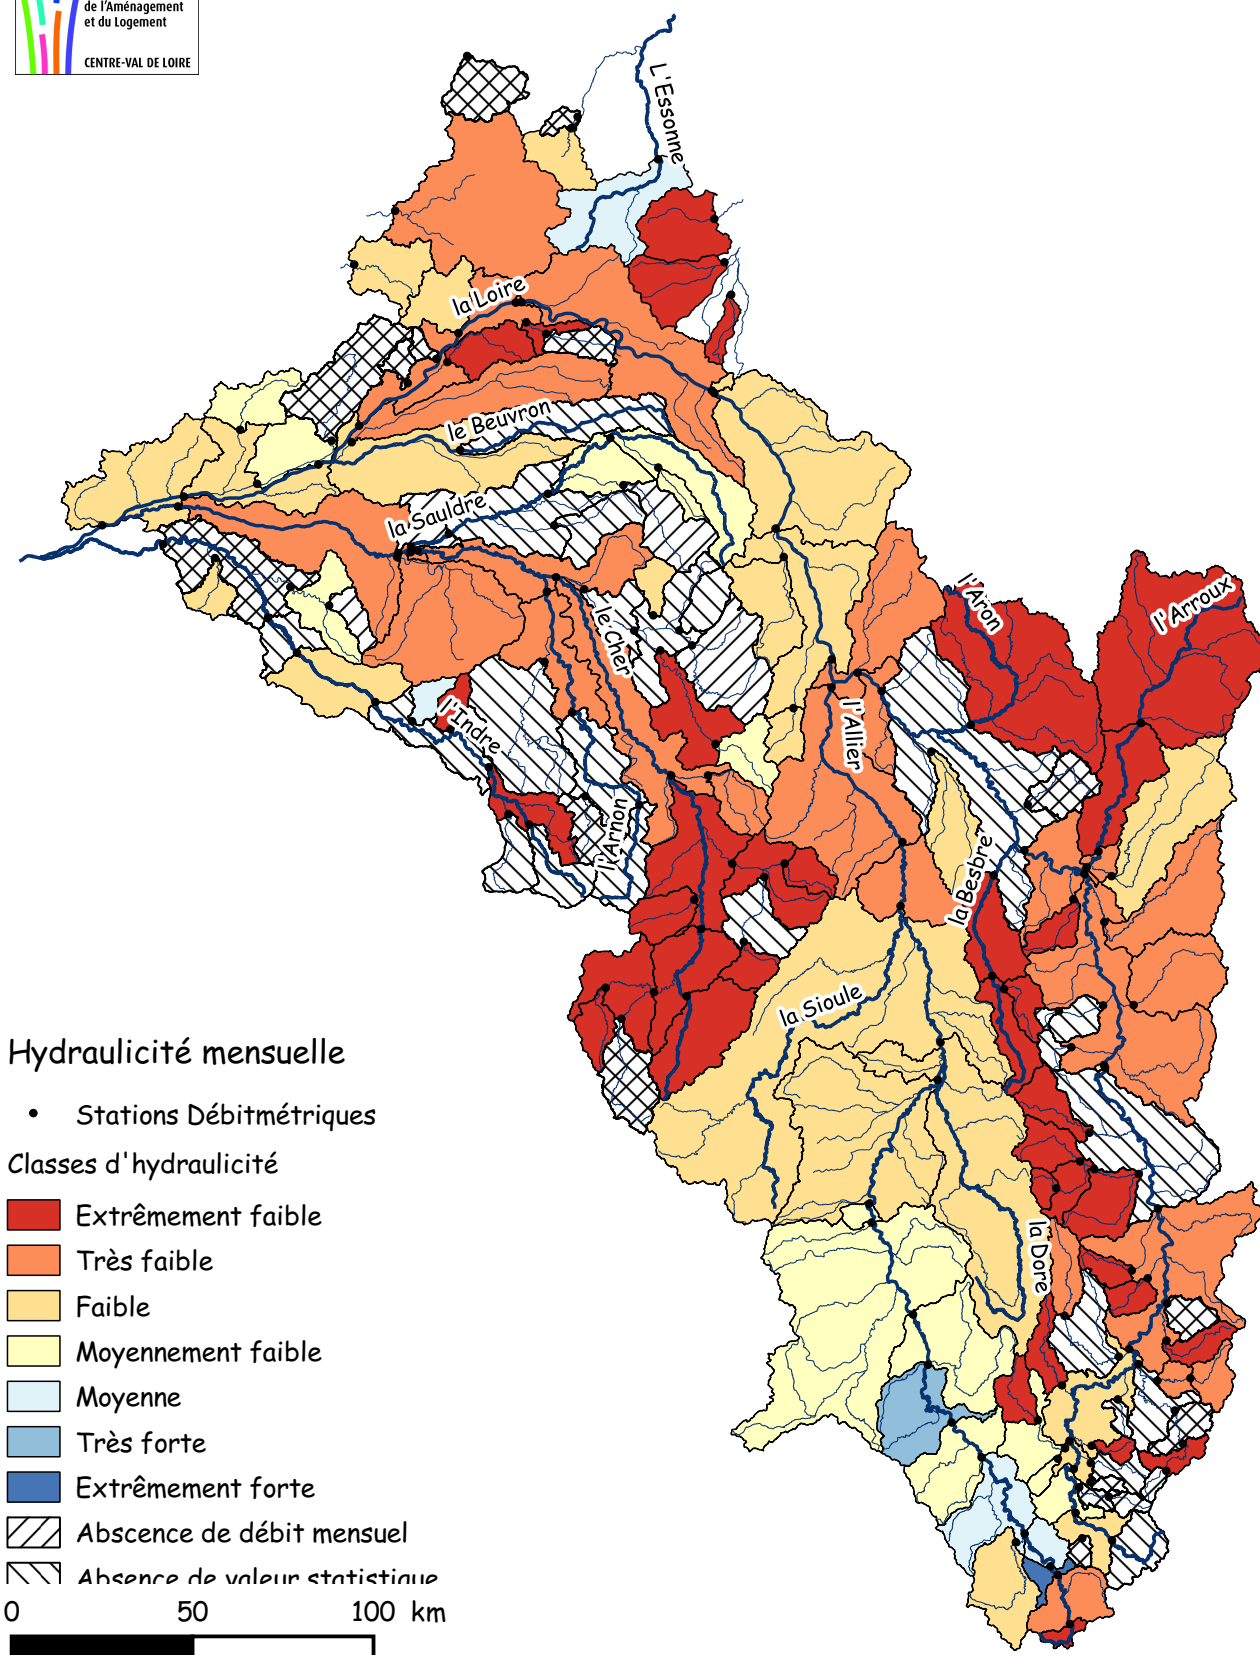 de l'Aménagement
et du Logement
CENTRE-VAL DE LOIRE
L'Essonne
la Loire
le Beuvron
la Sauldre
le Cher
l'Aron
l'Arroux
l'Indre
l'Allier
l'Arnon
la Besbre
la Sioule
la Dore
Hydraulicité mensuelle
Stations Débitmétriques
Classes d'hydraulicité
Extrêmement faible
Très faible
Faible
Moyennement faible
Moyenne
Très forte
Extrêmement forte
Abscence de débit mensuel
Absence de valeur statistique
0 50 100 km